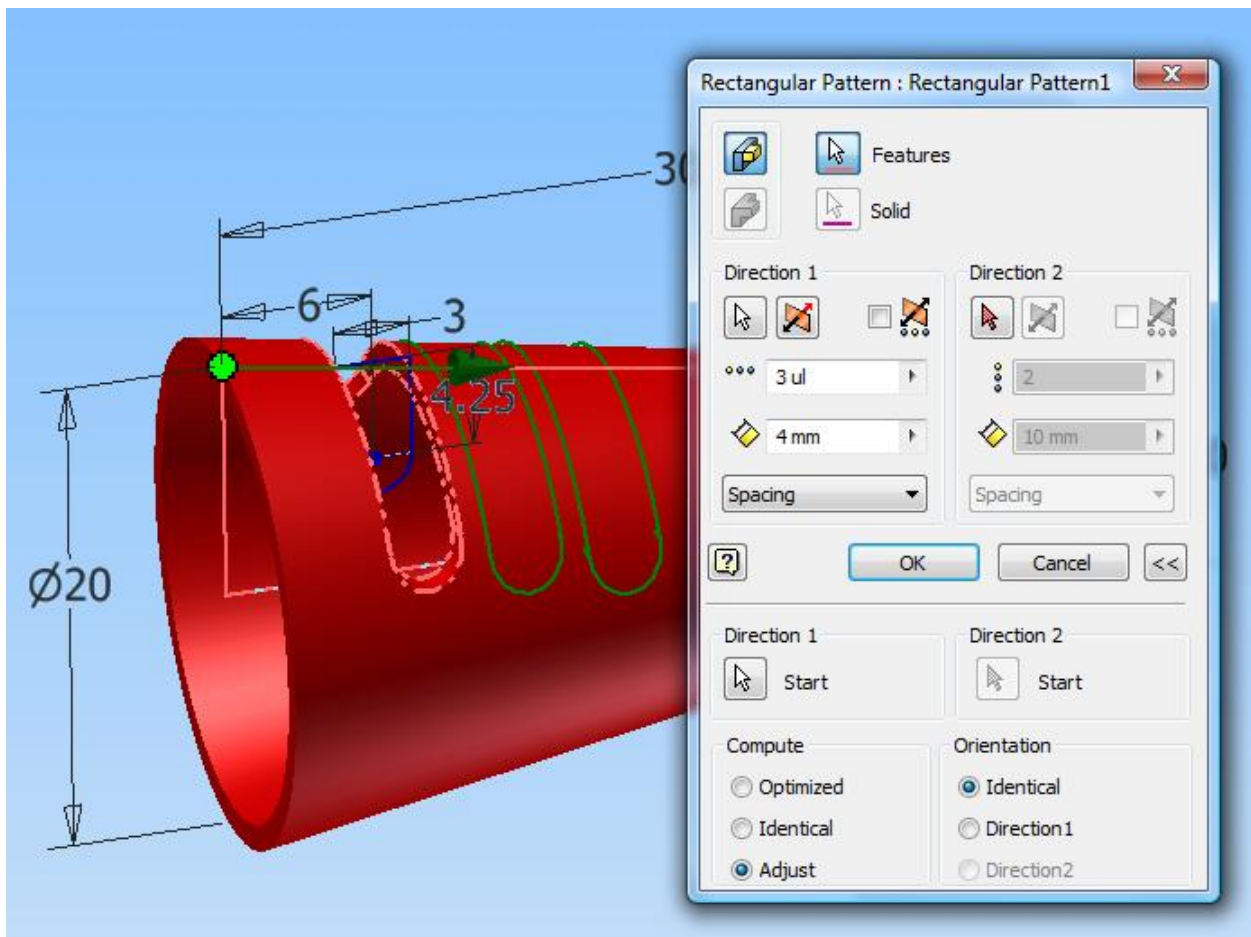 Rectangular Pattern : Rectangular Pattern1
Features
Solid
30
6
3
4.25
Ø20
Direction 1
Direction 2
3 ul
2
4 mm
10 mm
Spacing
Spacing
OK
Cancel
<<
Direction 1
Direction 2
Start
Start
Compute
Orientation
Optimized
Identical
Identical
Direction1
Adjust
Direction2